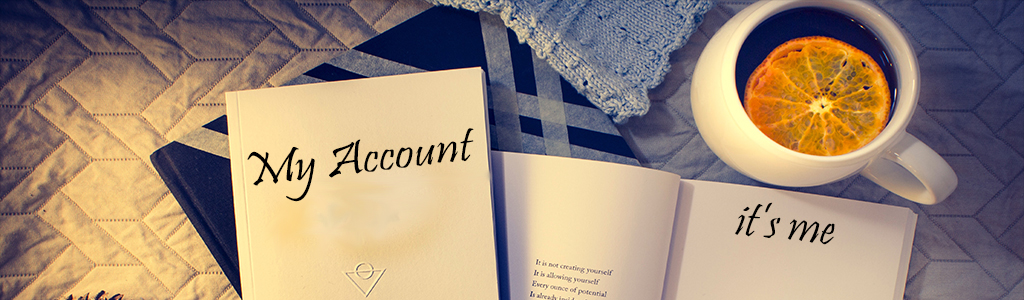 My Account
it's me
It is not creating yourself
It is allowing yourself
Every ounce of potential
Is already